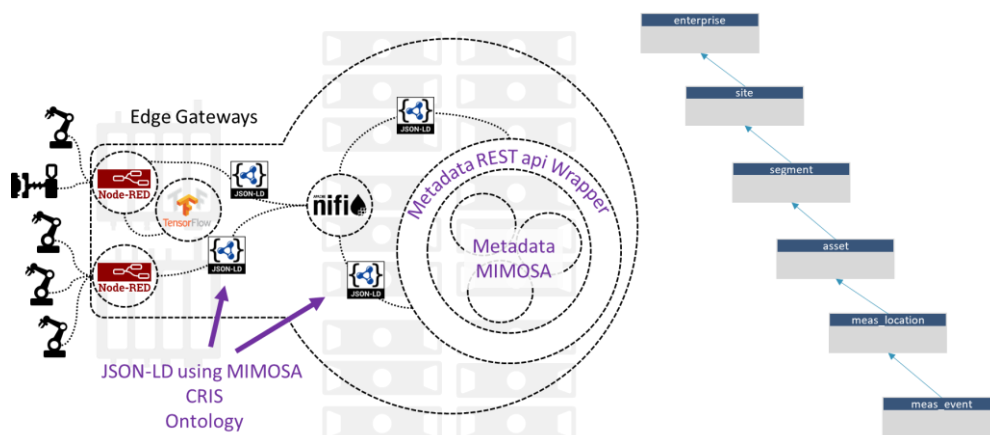 Edge Gateways
Node-RED
TensorFlow
Node-RED
JSON-LD
JSON-LD
nifi
JSON-LD
JSON-LD
Metadata REST api Wrapper
Metadata
MIMOSA
JSON-LD using MIMOSA
CRIS
Ontology
enterprise
site
segment
asset
meas_location
meas_event